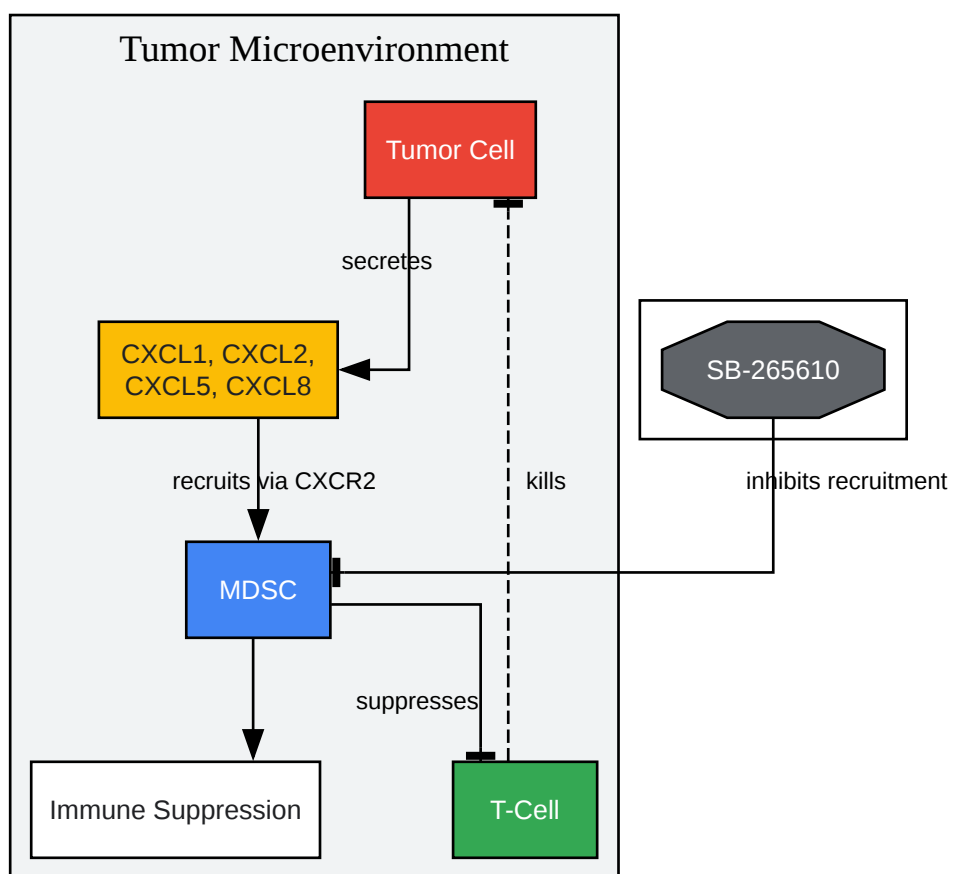 Tumor Microenvironment
Tumor Cell
secretes
CXCL1, CXCL2,
CXCL5, CXCL8
SB-265610
recruits via CXCR2
kills
inhibits recruitment
MDSC
suppresses
Immune Suppression
T-Cell